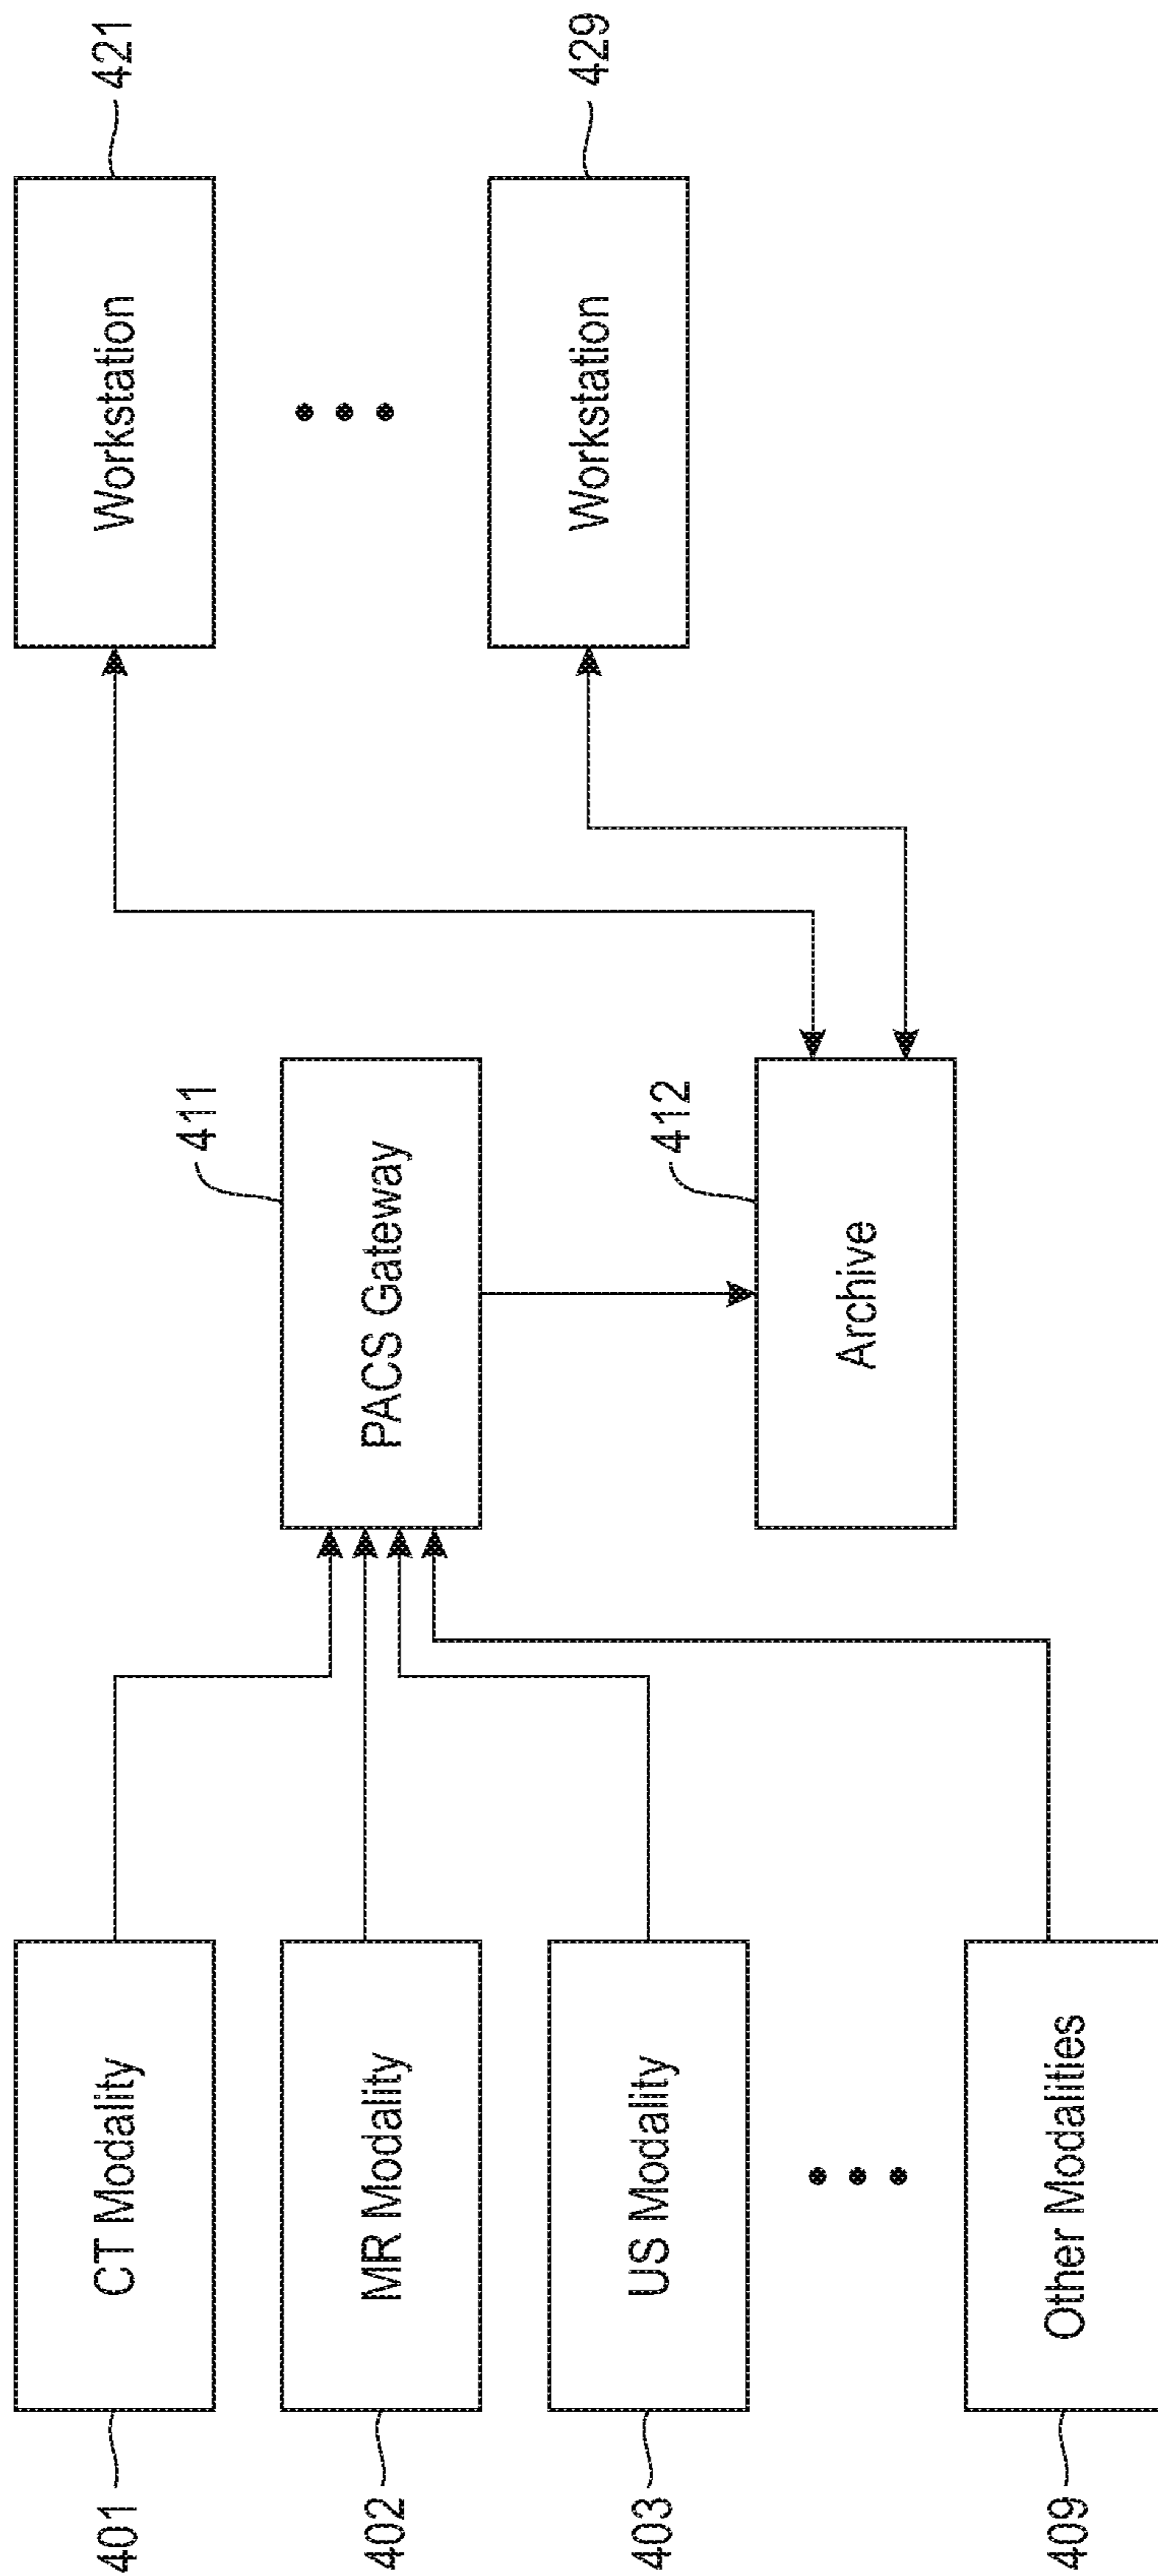 401
CT Modality
402
MR Modality
403
US Modality
409
Other Modalities
411
PACS Gateway
412
Archive
421
Workstation
429
Workstation